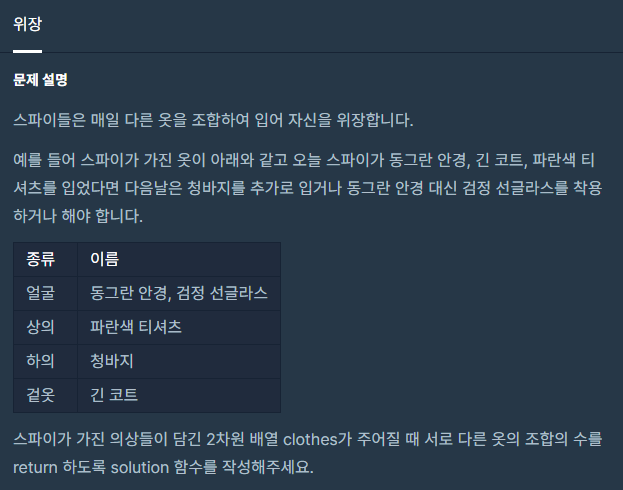 위장
문제 설명
스파이들은 매일 다른 옷을 조합하여 입어 자신을 위장합니다.
예를 들어 스파이가 가진 옷이 아래와 같고 오늘 스파이가 동그란 안경, 긴 코트, 파란색 티
셔츠를 입었다면 다음날은 청바지를 추가로 입거나 동그란 안경 대신 검정 선글라스를 착용
하거나 해야 합니다.
종류 이름
얼굴 동그란 안경, 검정 선글라스
상의 파란색 티셔츠
하의 청바지
겉옷 긴 코트
스파이가 가진 의상들이 담긴 2차원 배열 clothes가 주어질 때 서로 다른 옷의 조합의 수를
return 하도록 solution 함수를 작성해주세요.